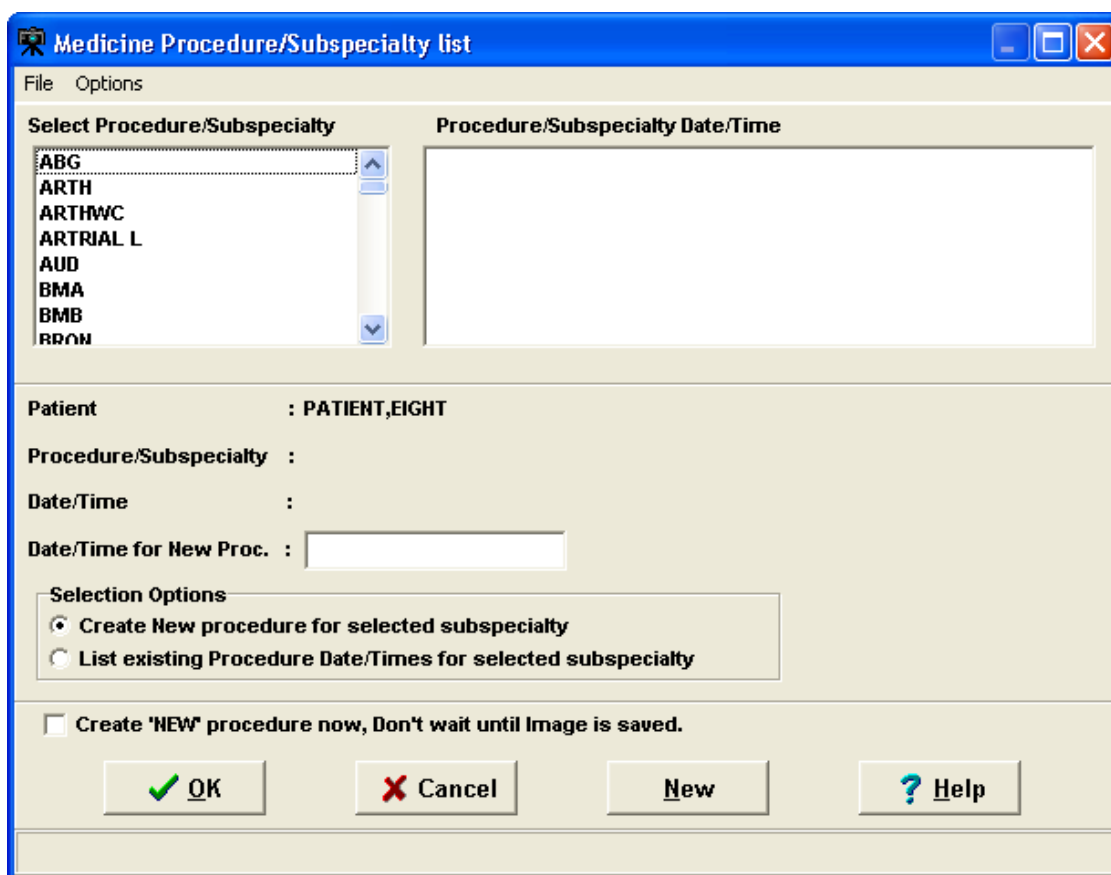 Medicine Procedure/Subspecialty list
File Options
Select Procedure/Subspecialty Procedure/Subspecialty Date/Time
ABG
ARTH
ARTHWC
ARTRIAL L
AUD
BMA
BMB
BRON
Patient : PATIENT,EIGHT
Procedure/Subspecialty :
Date/Time :
Date/Time for New Proc. :
Selection Options
Create New procedure for selected subspecialty
List existing Procedure Date/Times for selected subspecialty
Create 'NEW' procedure now, Don't wait until Image is saved.
OK Cancel New Help